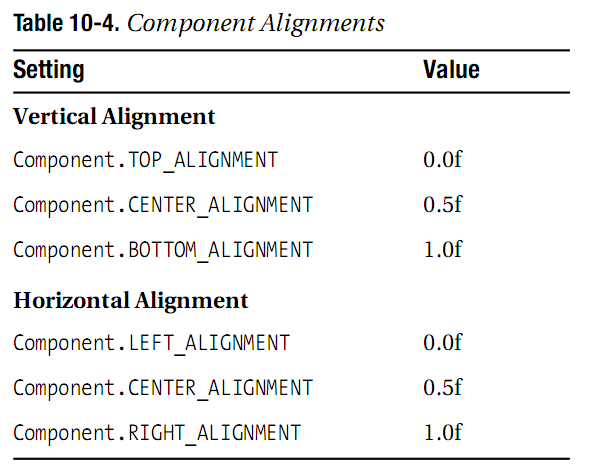 Table 10-4. Component Alignments
Setting Value
Vertical Alignment
Component.TOP_ALIGNMENT 0.0f
Component.CENTER_ALIGNMENT 0.5f
Component.BOTTOM_ALIGNMENT 1.0f
Horizontal Alignment
Component.LEFT_ALIGNMENT 0.0f
Component.CENTER_ALIGNMENT 0.5f
Component.RIGHT_ALIGNMENT 1.0f